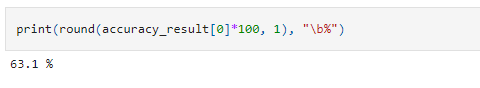 print(round(accuracy_result[0]*100, 1), "\b%")
63.1 %